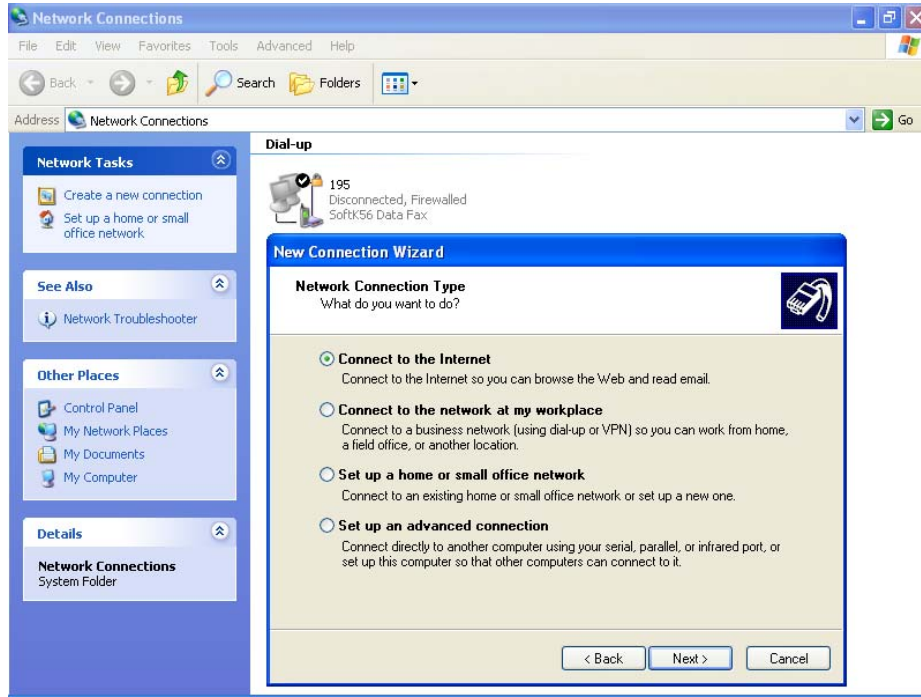 Network Connections
File Edit View Favorites Tools Advanced Help
Back Search Folders
Address Network Connections Go
Network Tasks
Create a new connection
Set up a home or small
office network
See Also
Network Troubleshooter
Other Places
Control Panel
My Network Places
My Documents
My Computer
Details
Network Connections
System Folder
Dial-up
195
Disconnected, Firewalled
SoftK56 Data Fax
New Connection Wizard
Network Connection Type
What do you want to do?
Connect to the Internet
Connect to the Internet so you can browse the Web and read email.
Connect to the network at my workplace
Connect to a business network (using dial-up or VPN) so you can work from home,
a field office, or another location.
Set up a home or small office network
Connect to an existing home or small office network or set up a new one.
Set up an advanced connection
Connect directly to another computer using your serial, parallel, or infrared port, or
set up this computer so that other computers can connect to it.
< Back Next > Cancel